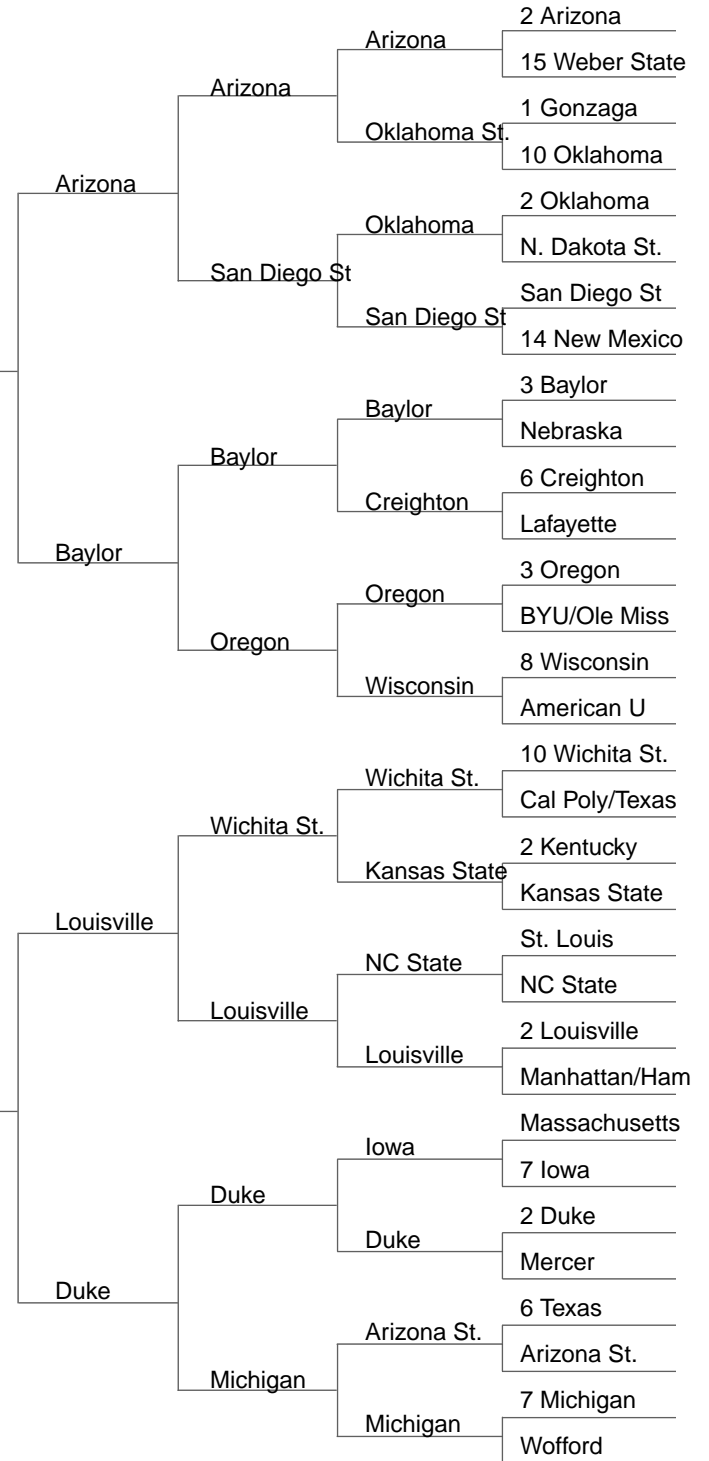 2 Arizona
Arizona
15 Weber State
Arizona
1 Gonzaga
Oklahoma St.
10 Oklahoma
Arizona
2 Oklahoma
Oklahoma
N. Dakota St.
San Diego St
San Diego St
San Diego St
14 New Mexico
3 Baylor
Baylor
Nebraska
Baylor
6 Creighton
Creighton
Lafayette
Baylor
3 Oregon
Oregon
BYU/Ole Miss
Oregon
8 Wisconsin
Wisconsin
American U
10 Wichita St.
Wichita St.
Cal Poly/Texas
Wichita St.
2 Kentucky
Kansas State
Kansas State
Louisville
St. Louis
NC State
NC State
Louisville
2 Louisville
Louisville
Manhattan/Ham
Massachusetts
Iowa
7 Iowa
Duke
2 Duke
Duke
Mercer
Duke
6 Texas
Arizona St.
Arizona St.
Michigan
7 Michigan
Michigan
Wofford